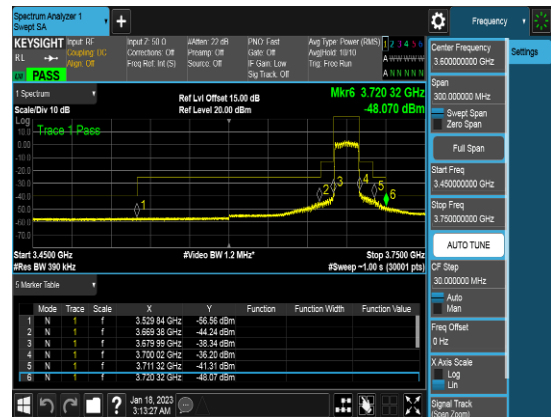 Spectrum Analyzer 1
Swept SA
+
Frequency
KEYSIGHT
RL
PASS
Input: RF
Coupling: DC
Align: Off
Input Z: 50 Ω
Corrections: Off
Freq Ref: Int (S)
#Atten: 22 dB
Preamp: Off
Source: Off
PNO: Fast
Gate: Off
IF Gain: Low
Sig Track: Off
Avg Type: Power (RMS)
Avg|Hold: 10/10
Trig: Free Run
1 2 3 4 5 6
A W W W W W
A N N N N N
1 Spectrum
Scale/Div 10 dB
Ref Lvl Offset 15.00 dB
Ref Level 20.00 dBm
Mkr6 3.720 32 GHz
-48.070 dBm
Log
Trace 1 Pass
10.0
0.00
-10.0
-20.0
-30.0
-40.0
-50.0
-60.0
-70.0
1
2
3
4
5
6
Start 3.4500 GHz
#Res BW 390 kHz
#Video BW 1.2 MHz*
Stop 3.7500 GHz
#Sweep ~1.00 s (30001 pts)
5 Marker Table
Mode Trace Scale X Y Function Function Width Function Value
1 N 1 f 3.529 84 GHz -56.56 dBm
2 N 1 f 3.669 38 GHz -44.24 dBm
3 N 1 f 3.679 99 GHz -38.34 dBm
4 N 1 f 3.700 02 GHz -36.20 dBm
5 N 1 f 3.711 42 GHz -41.31 dBm
6 N 1 f 3.720 32 GHz -48.07 dBm
?
Jan 18, 2023
3:13:27 AM
Center Frequency
3.600000000 GHz
Settings
Span
300.000000 MHz
Swept Span
Zero Span
Full Span
Start Freq
3.450000000 GHz
Stop Freq
3.750000000 GHz
AUTO TUNE
CF Step
30.000000 MHz
Auto
Man
Freq Offset
0 Hz
X Axis Scale
Log
Lin
Signal Track
(Span Zoom)